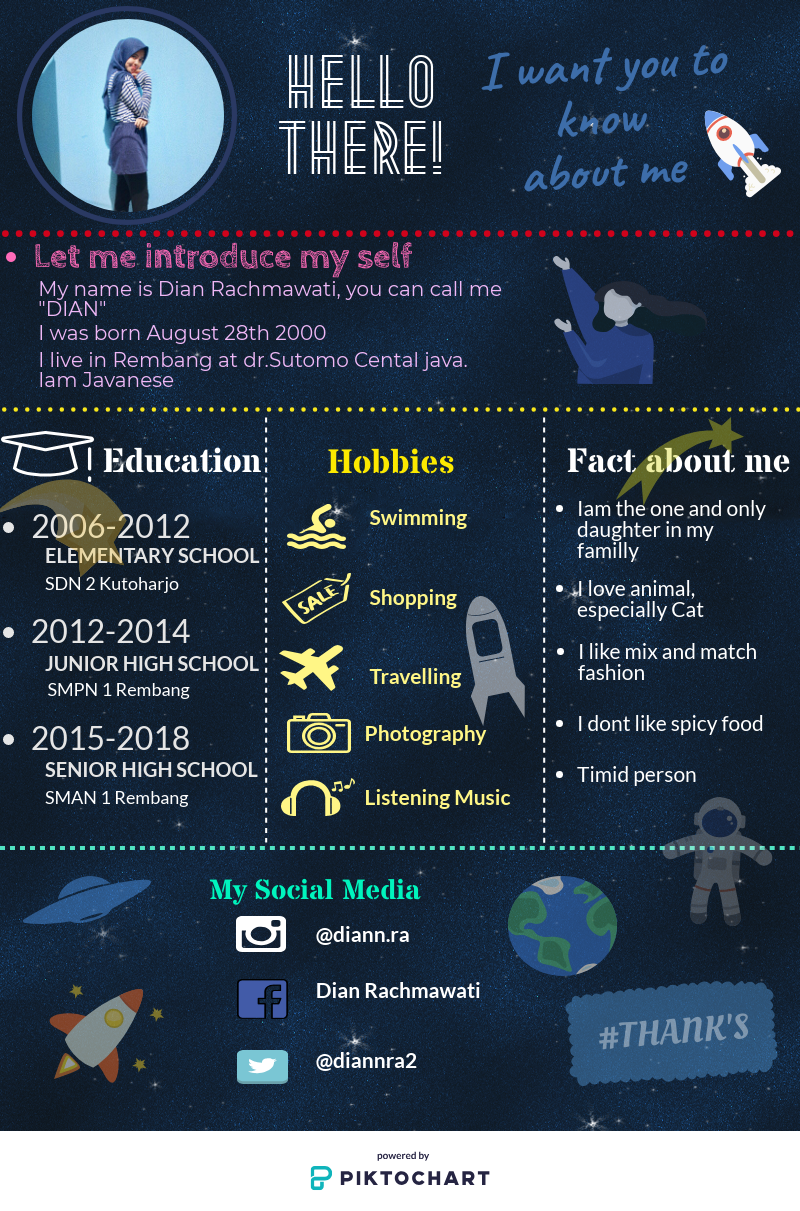 HELLO
THERE!
I want you to
know
about me
Let me introduce my self
My name is Dian Rachmawati, you can call me
"DIAN"
I was born August 28th 2000
I live in Rembang at dr.Sutomo Cental java.
Iam Javanese
Education
2006-2012
ELEMENTARY SCHOOL
SDN 2 Kutoharjo
2012-2014
JUNIOR HIGH SCHOOL
SMPN 1 Rembang
2015-2018
SENIOR HIGH SCHOOL
SMAN 1 Rembang
Hobbies
Swimming
SALE
Shopping
Travelling
Photography
Listening Music
Fact about me
Iam the one and only
daughter in my
familly
I love animal,
especially Cat
I like mix and match
fashion
I dont like spicy food
Timid person
My Social Media
@diann.ra
Dian Rachmawati
@diannra2
#THANK'S
powered by
PIKTOCHART